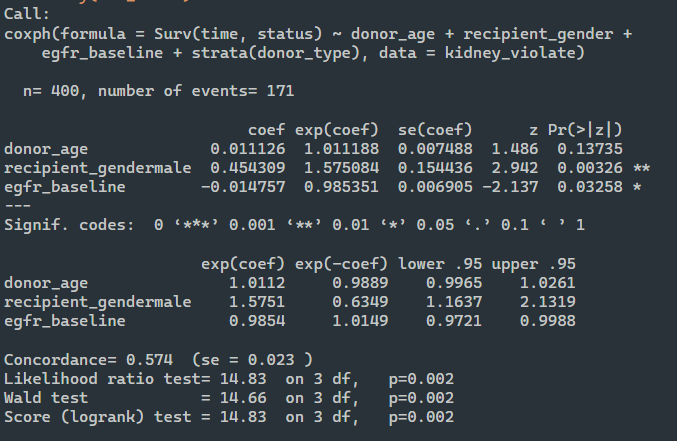 Call:
coxph(formula = Surv(time, status) ~ donor_age + recipient_gender +
    egfr_baseline + strata(donor_type), data = kidney_violate)

  n= 400, number of events= 171

                          coef exp(coef)  se(coef)      z Pr(>|z|)
donor_age             0.011126  1.011188  0.007488  1.486  0.13735
recipient_gendermale  0.454309  1.575084  0.154436  2.942  0.00326 **
egfr_baseline        -0.014757  0.985351  0.006905 -2.137  0.03258 *
---
Signif. codes:  0 ‘***’ 0.001 ‘**’ 0.01 ‘*’ 0.05 ‘.’ 0.1 ‘ ’ 1

                     exp(coef) exp(-coef) lower .95 upper .95
donor_age               1.0112     0.9889    0.9965    1.0261
recipient_gendermale    1.5751     0.6349    1.1637    2.1319
egfr_baseline           0.9854     1.0149    0.9721    0.9988

Concordance= 0.574  (se = 0.023 )
Likelihood ratio test= 14.83  on 3 df,   p=0.002
Wald test            = 14.66  on 3 df,   p=0.002
Score (logrank) test = 14.83  on 3 df,   p=0.002